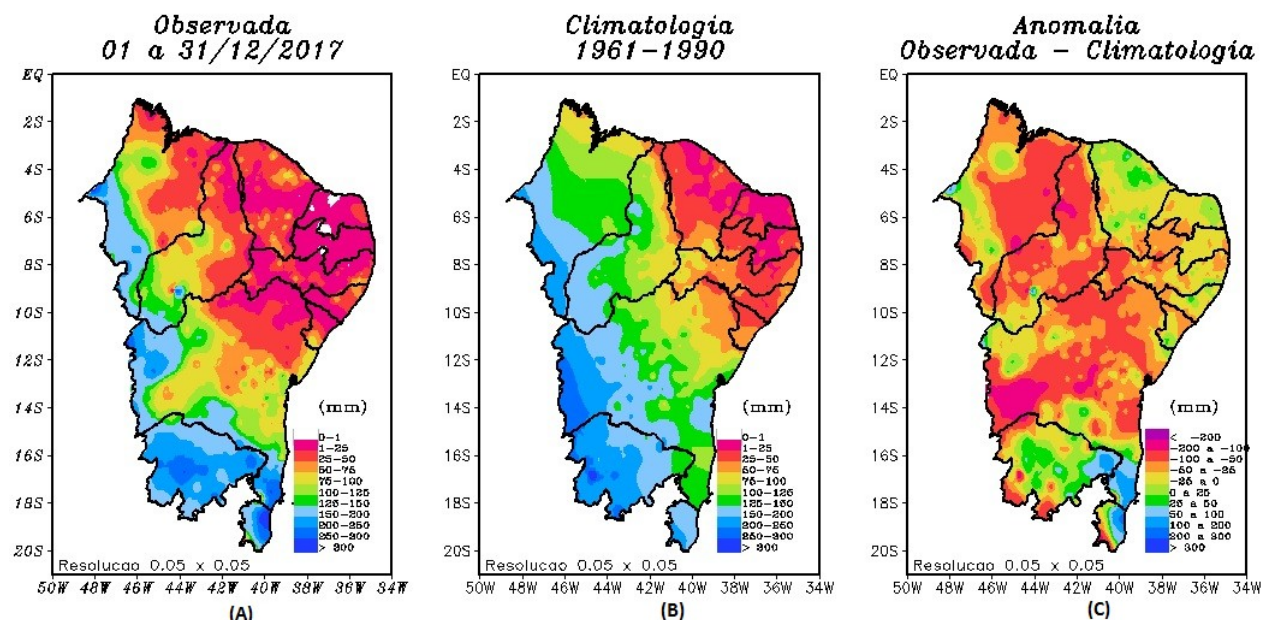 Observada
01 a 31/12/2017
EQ
2S
4S
6S
8S
10S
12S
14S
16S
18S
20S
(mm)
0-1
1-25
25-50
50-75
75-100
100-125
125-150
150-200
200-250
250-300
> 300
Resolucao 0.05 x 0.05
50W 48W 46W 44W 42W 40W 38W 36W 34W
(A)
Climatologia
1961-1990
EQ
2S
4S
6S
8S
10S
12S
14S
16S
18S
20S
(mm)
0-1
1-25
25-50
50-75
75-100
100-125
125-150
150-200
200-250
250-300
> 300
Resolucao 0.05 x 0.05
50W 48W 46W 44W 42W 40W 38W 36W 34W
(B)
Anomalia
Observada - Climatologia
EQ
2S
4S
6S
8S
10S
12S
14S
16S
18S
20S
(mm)
< -200
-200 a -100
-100 a -50
-50 a -25
-25 a 0
0 a 25
25 a 50
50 a 100
100 a 200
200 a 300
> 300
Resolucao 0.05 x 0.05
50W 48W 46W 44W 42W 40W 38W 36W 34W
(C)